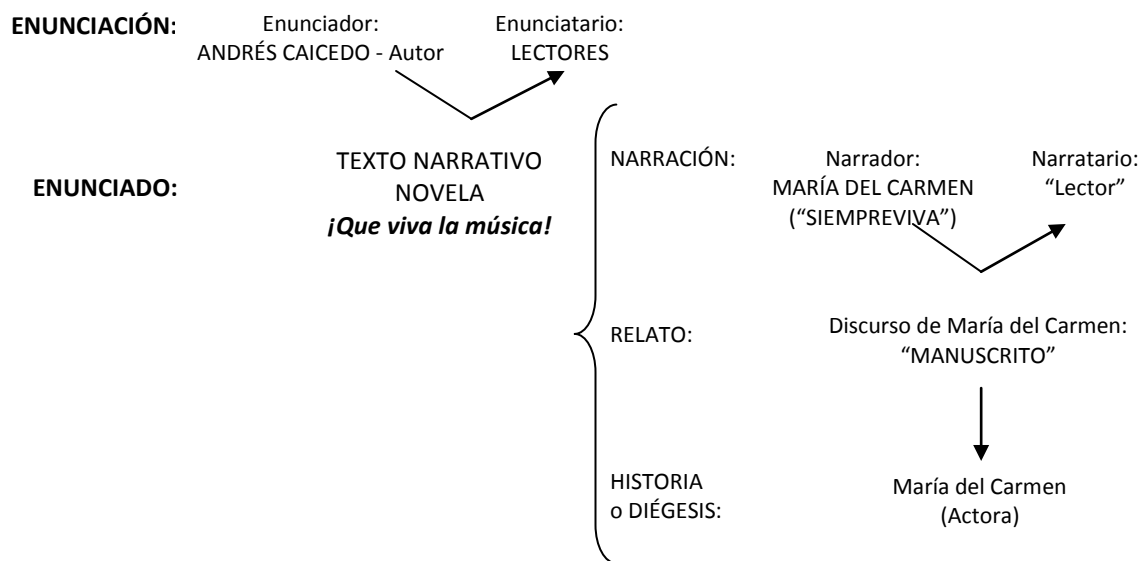 ENUNCIACIÓN:
Enunciador:
ANDRÉS CAICEDO - Autor
Enunciatario:
LECTORES
ENUNCIADO:
TEXTO NARRATIVO
NOVELA
¡Que viva la música!
NARRACIÓN:
Narrador:
MARÍA DEL CARMEN
(“SIEMPREVIVA”)
Narratario:
“Lector”
RELATO:
Discurso de María del Carmen:
“MANUSCRITO”
HISTORIA
o DIÉGESIS:
María del Carmen
(Actora)